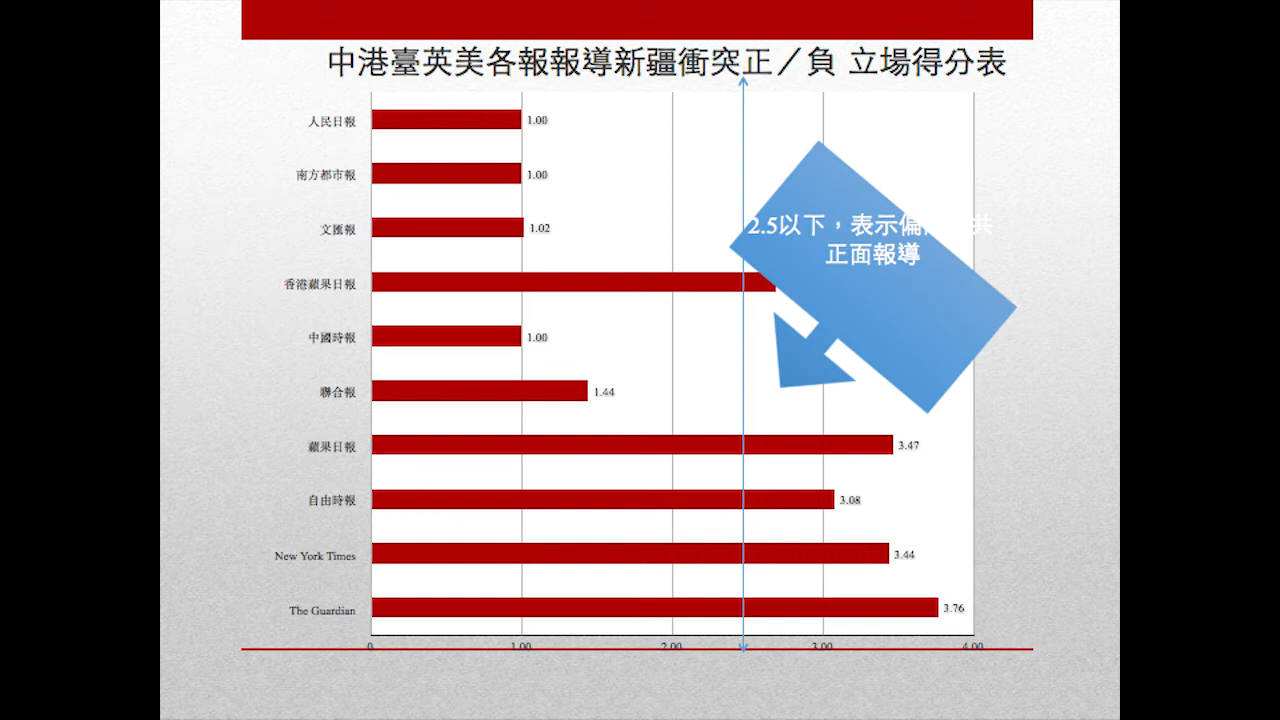 中港臺英美各報報導新疆衝突正／負 立場得分表
人民日報 1.00
南方都市報 1.00
文匯報 1.02
香港蘋果日報
中國時報 1.00
聯合報 1.44
蘋果日報 3.47
自由時報 3.08
New York Times 3.44
The Guardian 3.76
0 1.00 2.00 3.00 4.00
2.5以下，表示偏 共
正面報導